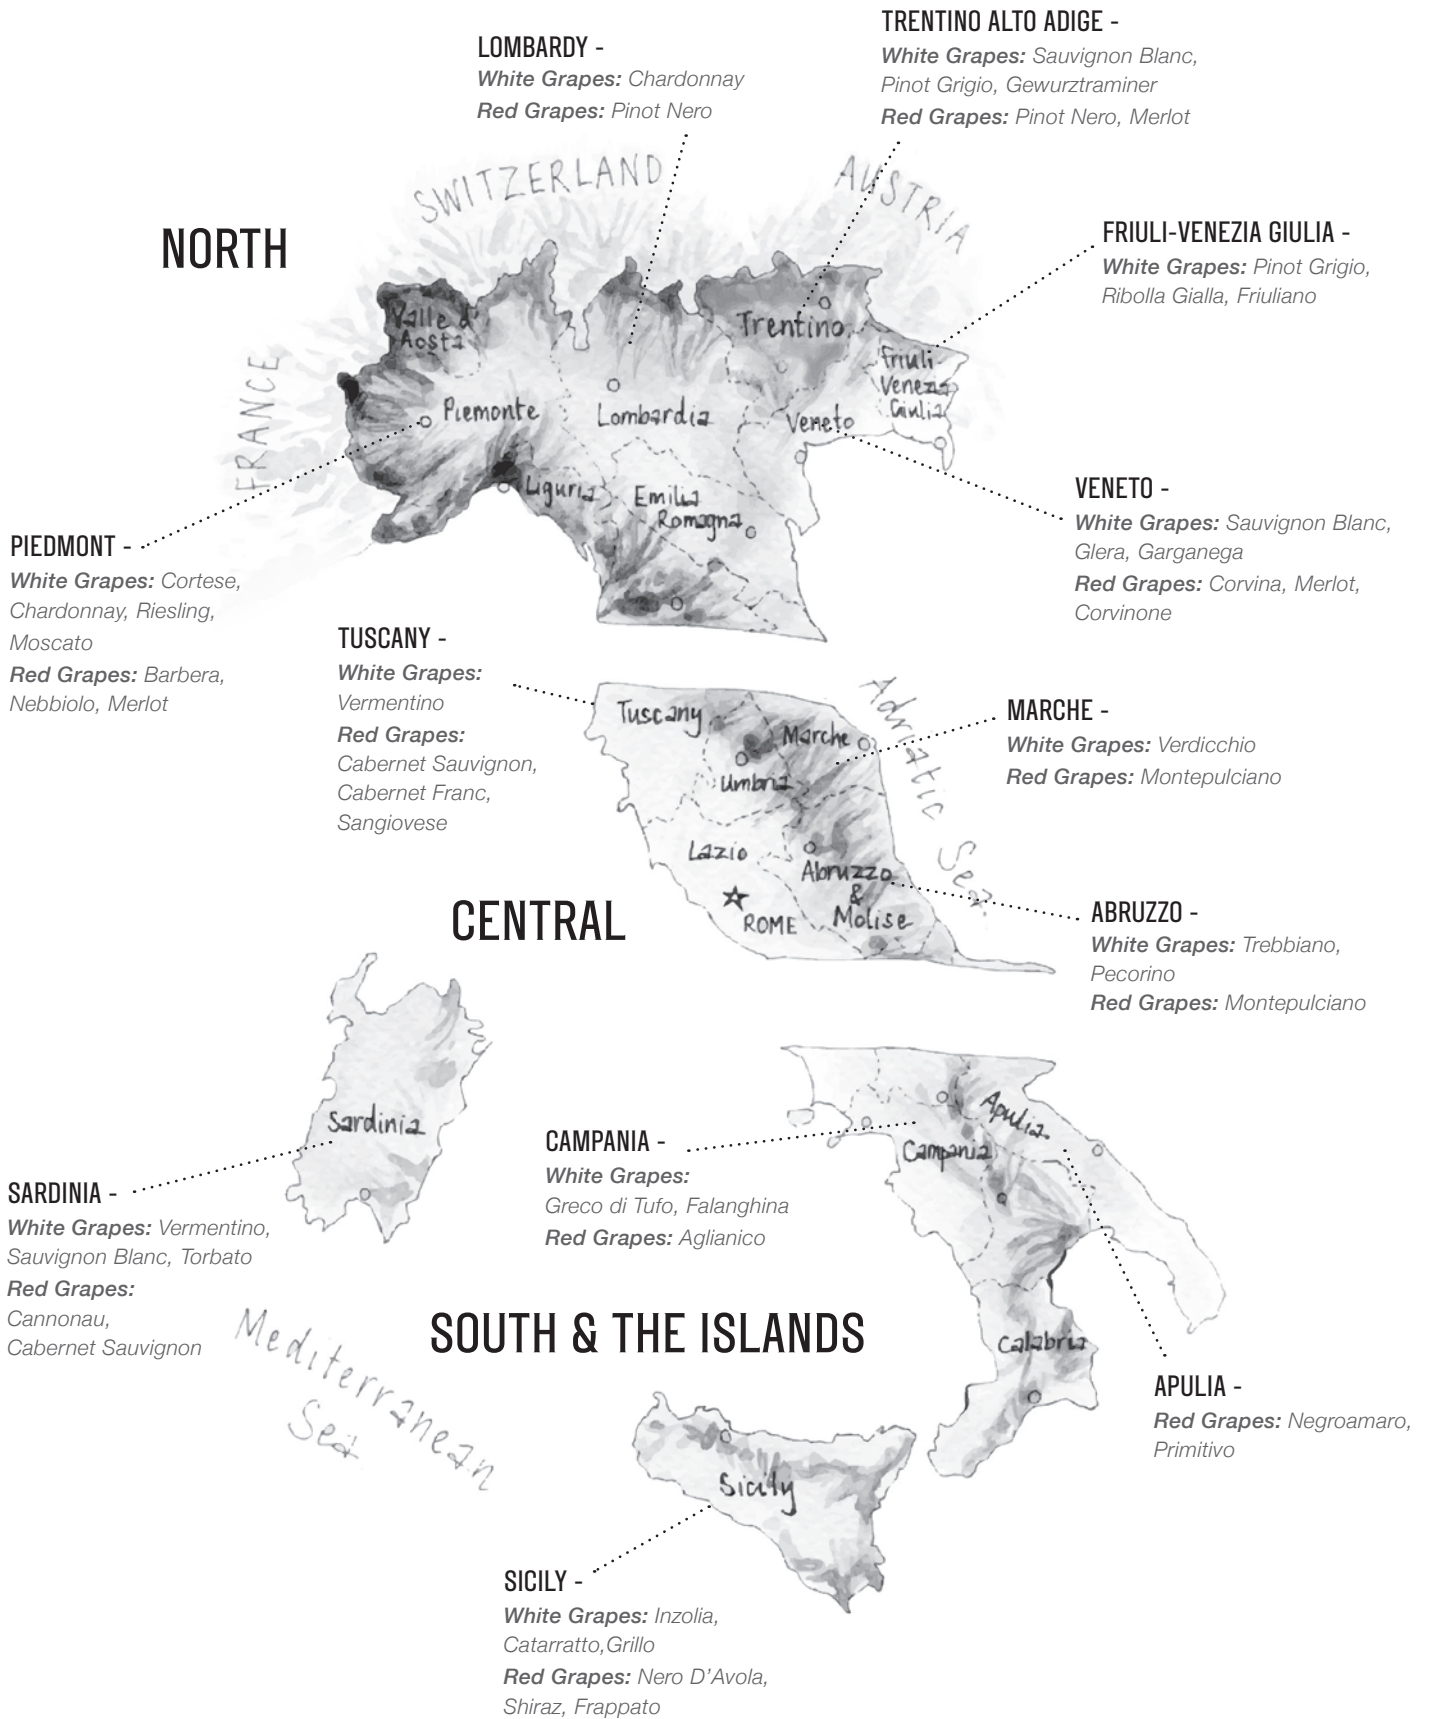 LOMBARDY -
White Grapes: Chardonnay
Red Grapes: Pinot Nero
TRENTINO ALTO ADIGE -
White Grapes: Sauvignon Blanc,
Pinot Grigio, Gewurztraminer
Red Grapes: Pinot Nero, Merlot
SWITZERLAND
AUSTRIA
NORTH
FRIULI-VENEZIA GIULIA -
White Grapes: Pinot Grigio,
Ribolla Gialla, Friuliano
FRANCE
Valle d'
Aosta
Piemonte
Lombardia
Trentino
Friuli
Venezia
Giulia
Veneto
Liguria
Emilia
Romagna
VENETO -
White Grapes: Sauvignon Blanc,
Glera, Garganega
Red Grapes: Corvina, Merlot,
Corvinone
PIEDMONT -
White Grapes: Cortese,
Chardonnay, Riesling,
Moscato
Red Grapes: Barbera,
Nebbiolo, Merlot
TUSCANY -
White Grapes:
Vermentino
Red Grapes:
Cabernet Sauvignon,
Cabernet Franc,
Sangiovese
Tuscany
Marche
Umbria
Lazio
ROME
Abruzzo
&
Molise
Adriatic Sea
MARCHE -
White Grapes: Verdicchio
Red Grapes: Montepulciano
CENTRAL
ABRUZZO -
White Grapes: Trebbiano,
Pecorino
Red Grapes: Montepulciano
Sardinia
SARDINIA -
White Grapes: Vermentino,
Sauvignon Blanc, Torbato
Red Grapes:
Cannonau,
Cabernet Sauvignon
CAMPANIA -
White Grapes:
Greco di Tufo, Falanghina
Red Grapes: Aglianico
Apulia
Campania
Calabria
SOUTH & THE ISLANDS
Mediterranean
Sea
APULIA -
Red Grapes: Negroamaro,
Primitivo
Sicily
SICILY -
White Grapes: Inzolia,
Catarratto,Grillo
Red Grapes: Nero D'Avola,
Shiraz, Frappato